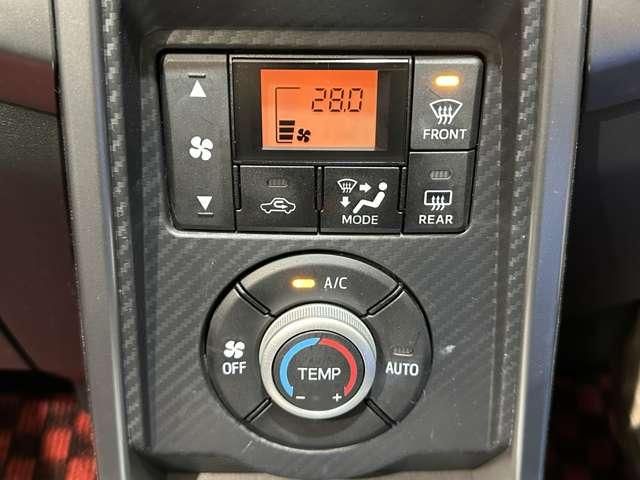 28.0
FRONT
MODE
REAR
A/C
OFF
AUTO
TEMP
- +